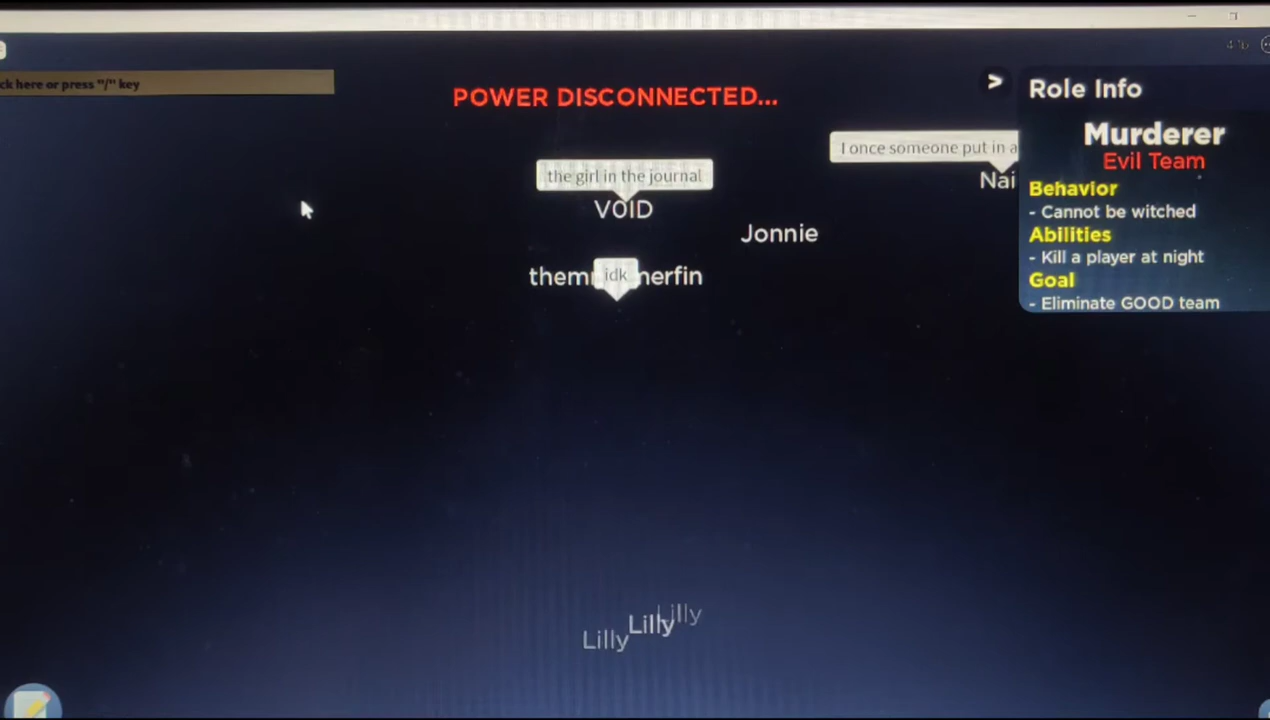 ck here or press "/" key
POWER DISCONNECTED...
>
Role Info
Murderer
Evil Team
Behavior
- Cannot be witched
Abilities
- Kill a player at night
Goal
- Eliminate GOOD team
I once someone put in a
Nai
the girl in the journal
V0ID
Jonnie
idk
Lilly
Lilly
Lilly